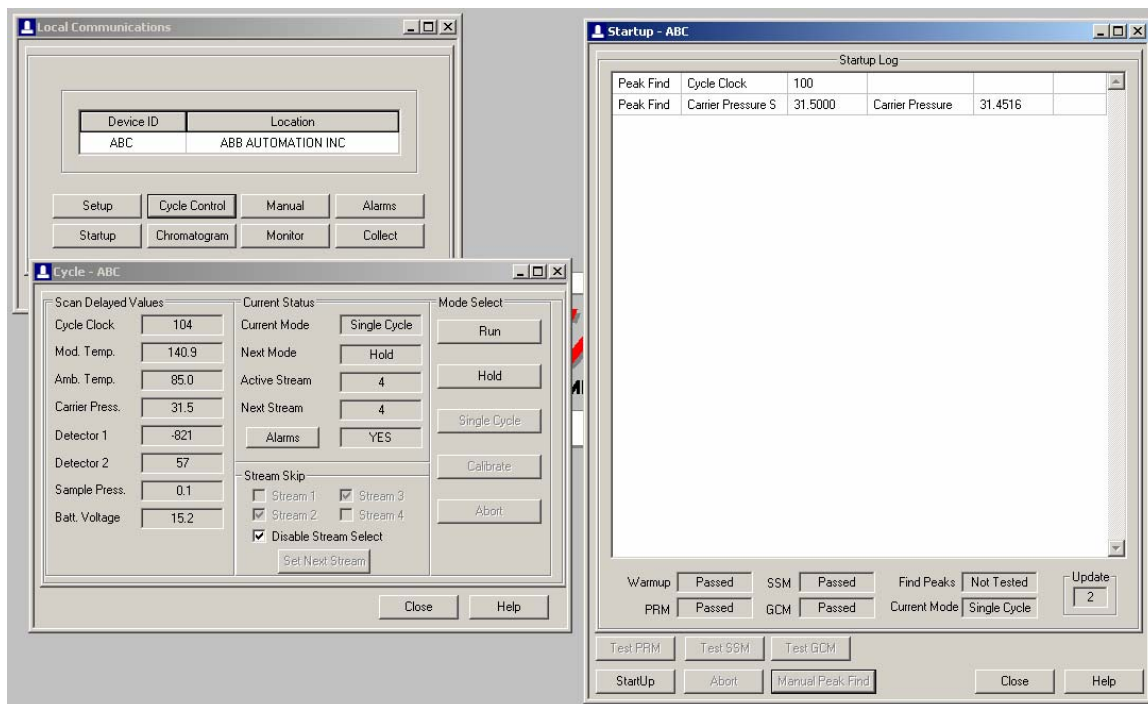 Local Communications
Device ID Location
ABC ABB AUTOMATION INC
Setup Cycle Control Manual Alarms
Startup Chromatogram Monitor Collect
Cycle - ABC
Scan Delayed Values
Cycle Clock 104
Mod. Temp. 140.9
Amb. Temp. 85.0
Carrier Press. 31.5
Detector 1 -821
Detector 2 57
Sample Press. 0.1
Batt. Voltage 15.2
Current Status
Current Mode Single Cycle
Next Mode Hold
Active Stream 4
Next Stream 4
Alarms YES
Stream Skip
Stream 1 Stream 3
Stream 2 Stream 4
Disable Stream Select
Set Next Stream
Mode Select
Run
Hold
Single Cycle
Calibrate
Abort
Close Help
Startup - ABC
Startup Log
Peak Find Cycle Clock 100
Peak Find Carrier Pressure S 31.5000 Carrier Pressure 31.4516
Warmup Passed SSM Passed Find Peaks Not Tested Update
PRM Passed GCM Passed Current Mode Single Cycle 2
Test PRM Test SSM Test GCM
StartUp Abort Manual Peak Find Close Help